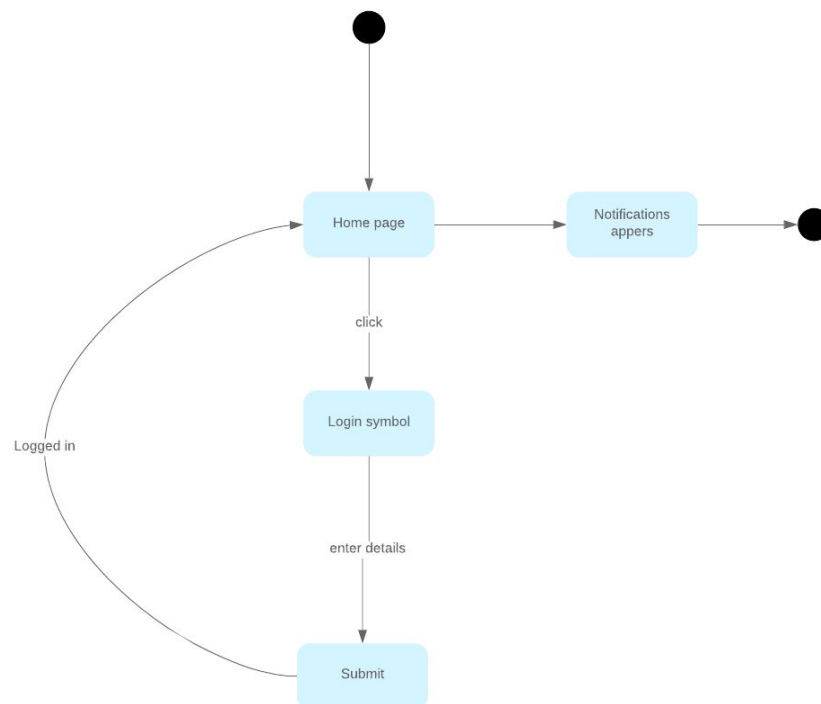 Home page
Notifications
appers
click
Login symbol
Logged in
enter details
Submit